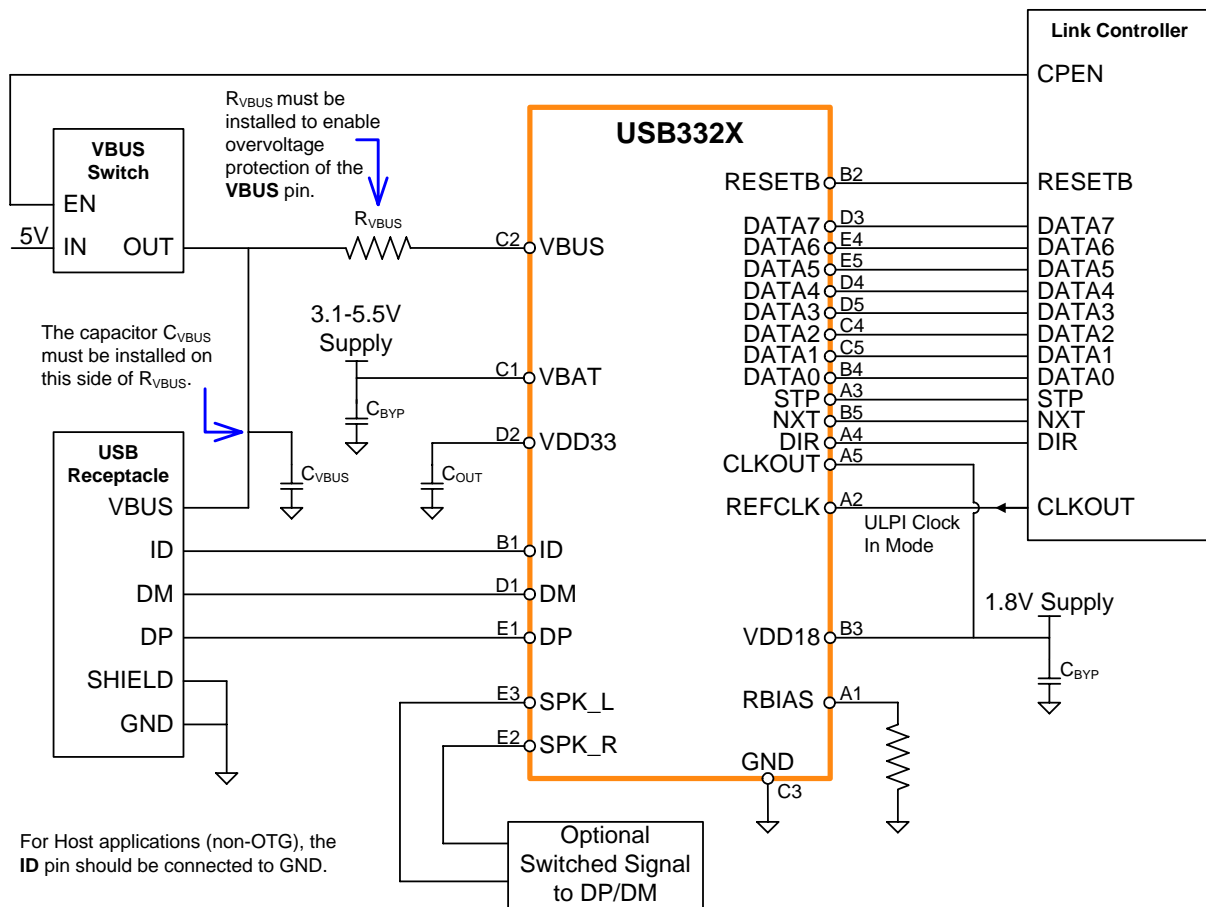 Link Controller
CPEN
RESETB
DATA7
DATA6
DATA5
DATA4
DATA3
DATA2
DATA1
DATA0
STP
NXT
DIR
CLKOUT
RVBUS must be
installed to enable
overvoltage
protection of the
VBUS pin.
VBUS
Switch
EN
5V
IN
OUT
RVBUS
The capacitor CVBUS
must be installed on
this side of RVBUS.
3.1-5.5V
Supply
CBYP
COUT
CVBUS
USB
Receptacle
VBUS
ID
DM
DP
SHIELD
GND
USB332X
C2
VBUS
C1
VBAT
D2
VDD33
B1
ID
D1
DM
E1
DP
E3
SPK_L
E2
SPK_R
RESETB
B2
DATA7
D3
DATA6
E4
DATA5
E5
DATA4
D4
DATA3
D5
DATA2
C4
DATA1
C5
DATA0
B4
STP
A3
NXT
B5
DIR
A4
CLKOUT
A5
REFCLK
A2
ULPI Clock
In Mode
VDD18
B3
1.8V Supply
CBYP
RBIAS
A1
GND
C3
Optional
Switched Signal
to DP/DM
For Host applications (non-OTG), the
ID pin should be connected to GND.